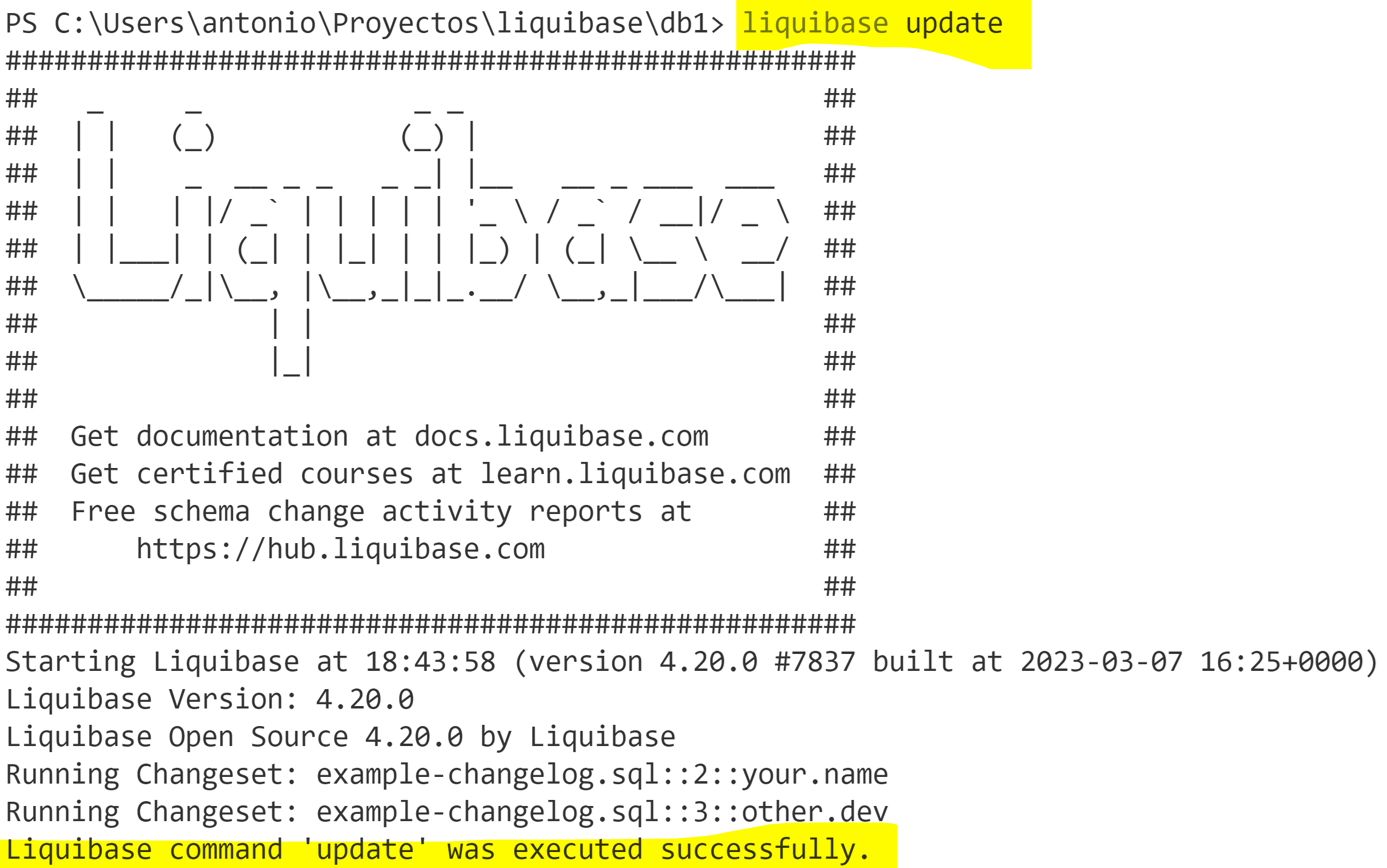 PS C:\Users\antonio\Proyectos\liquibase\db1> liquibase update
####################################################
##   _     _             _ _                      ##
##  | |   (_)           (_) |                     ##
##  | |    _  __ _ _   _ _| |__   __ _ ___  ___   ##
##  | |   | |/ _` | | | | | '_ \ / _` / __|/ _ \  ##
##  | |___| | (_| | |_| | | |_) | (_| \__ \  __/  ##
##  \_____/_|\__, |\__,_|_|_.__/ \__,_|___/\___|  ##
##              | |                               ##
##              |_|                               ##
##                                                ##
##  Get documentation at docs.liquibase.com       ##
##  Get certified courses at learn.liquibase.com  ##
##  Free schema change activity reports at        ##
##      https://hub.liquibase.com                 ##
##                                                ##
####################################################
Starting Liquibase at 18:43:58 (version 4.20.0 #7837 built at 2023-03-07 16:25+0000)
Liquibase Version: 4.20.0
Liquibase Open Source 4.20.0 by Liquibase
Running Changeset: example-changelog.sql::2::your.name
Running Changeset: example-changelog.sql::3::other.dev
Liquibase command 'update' was executed successfully.